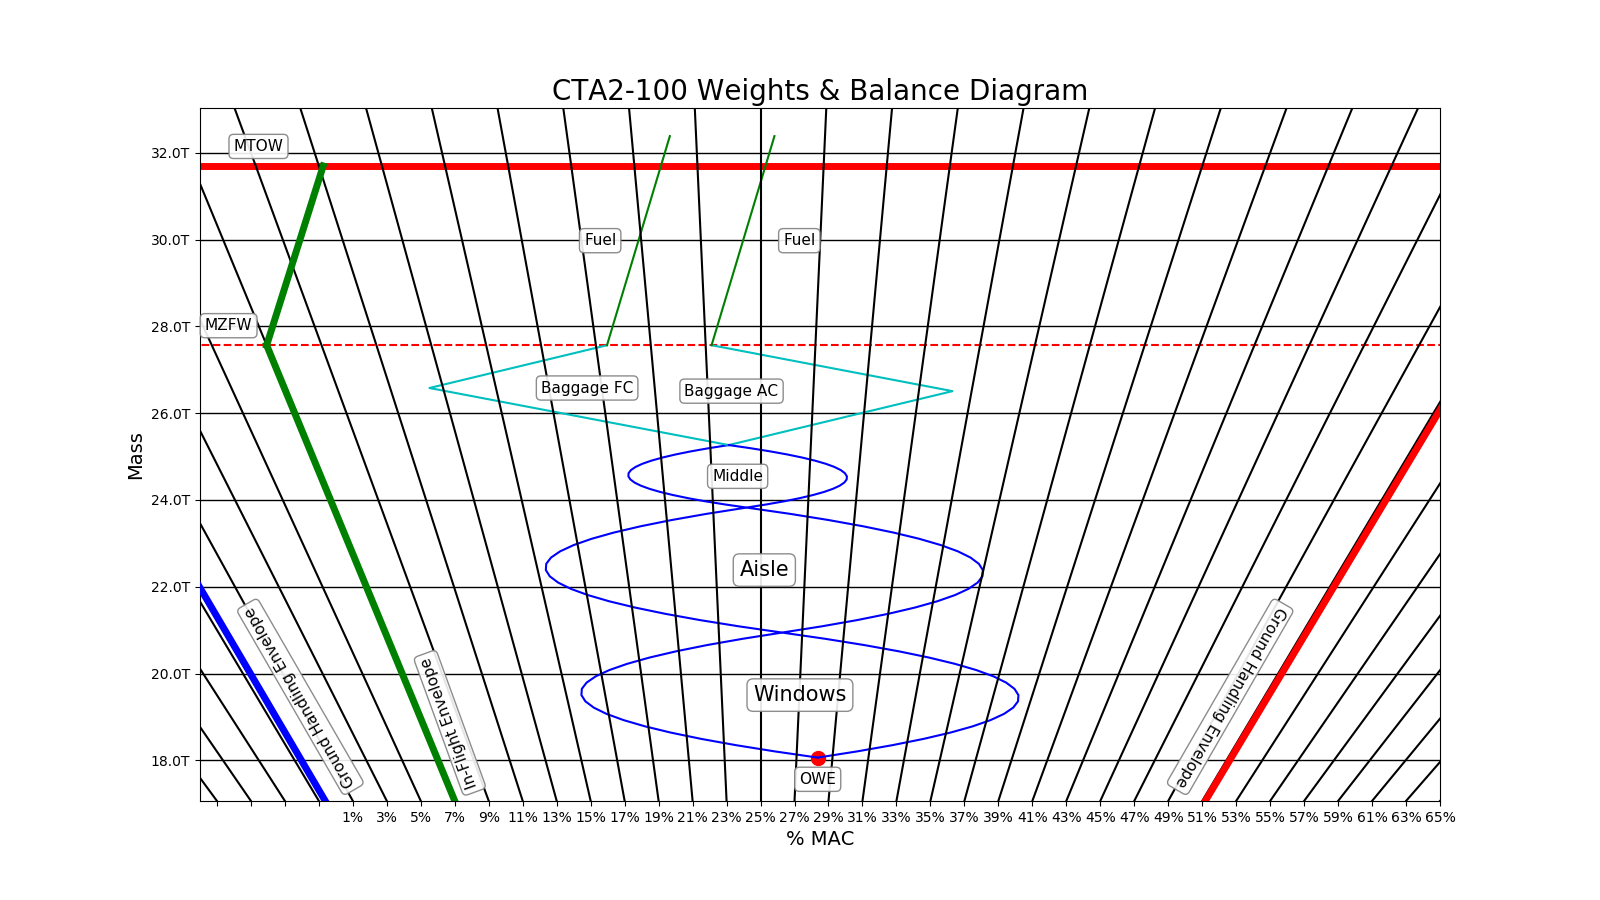 CTA2-100 Weights & Balance Diagram
MTOW
32.0T
Fuel
Fuel
30.0T
MZFW
28.0T
Baggage FC
Baggage AC
26.0T
Mass
Middle
24.0T
Aisle
22.0T
Ground Handling Envelope
In-Flight Envelope
Ground Handling Envelope
20.0T
Windows
18.0T
OWE
1% 3% 5% 7% 9% 11% 13% 15% 17% 19% 21% 23% 25% 27% 29% 31% 33% 35% 37% 39% 41% 43% 45% 47% 49% 51% 53% 55% 57% 59% 61% 63% 65%
% MAC